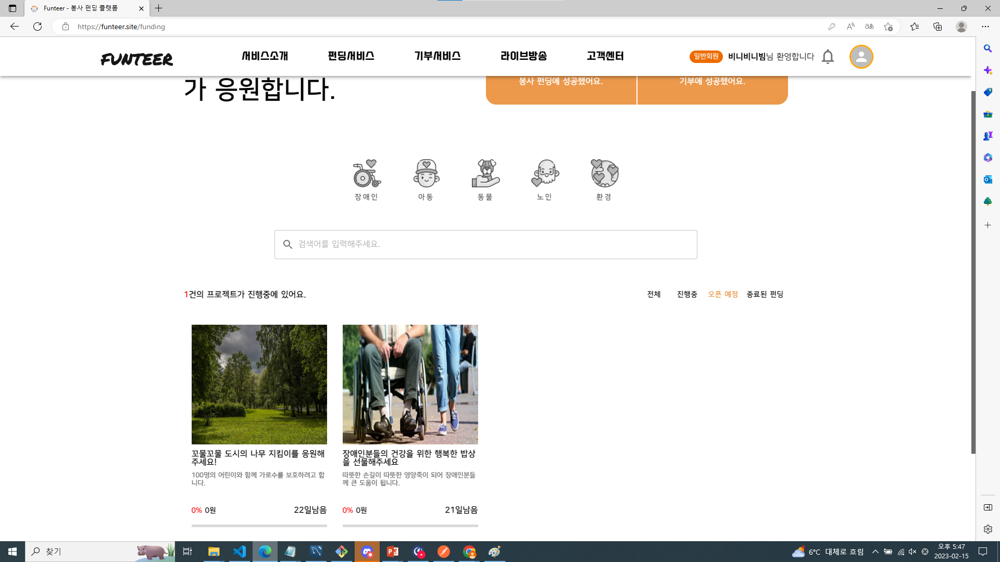 Funteer - 봉사 펀딩 플랫폼
https://funteer.site/funding
FUNTEER
서비스소개
펀딩서비스
기부서비스
라이브방송
고객센터
일반회원
비니비니빔님 환영합니다
가 응원합니다.
봉사 펀딩에 성공했어요.
기부에 성공했어요.
장애인
아동
동물
노인
환경
검색어를 입력해주세요.
1건의 프로젝트가 진행중에 있어요.
전체
진행중
오픈 예정
종료된 펀딩
꼬물꼬물 도시의 나무 지킴이를 응원해
주세요!
100명의 어린이와 함께 가로수를 보호하려고 합
니다.
0% 0원
22일남음
장애인분들의 건강을 위한 행복한 밥상
을 선물해주세요
따뜻한 손길이 따뜻한 영양죽이 되어 장애인분들
께 큰 도움이 됩니다.
0% 0원
21일남음
찾기
6°C 대체로 흐림
오후 5:47
2023-02-15